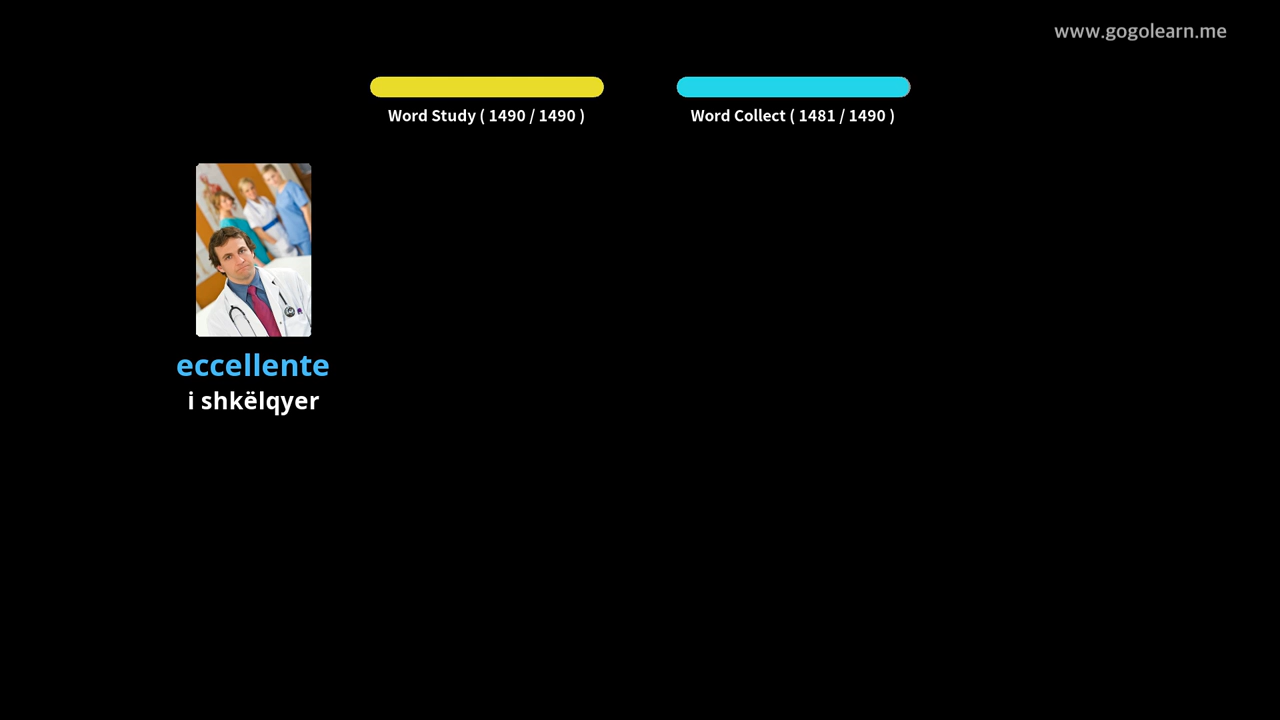 www.gogolearn.me
Word Study ( 1490 / 1490 )
Word Collect ( 1481 / 1490 )
eccellente
i shkëlqyer